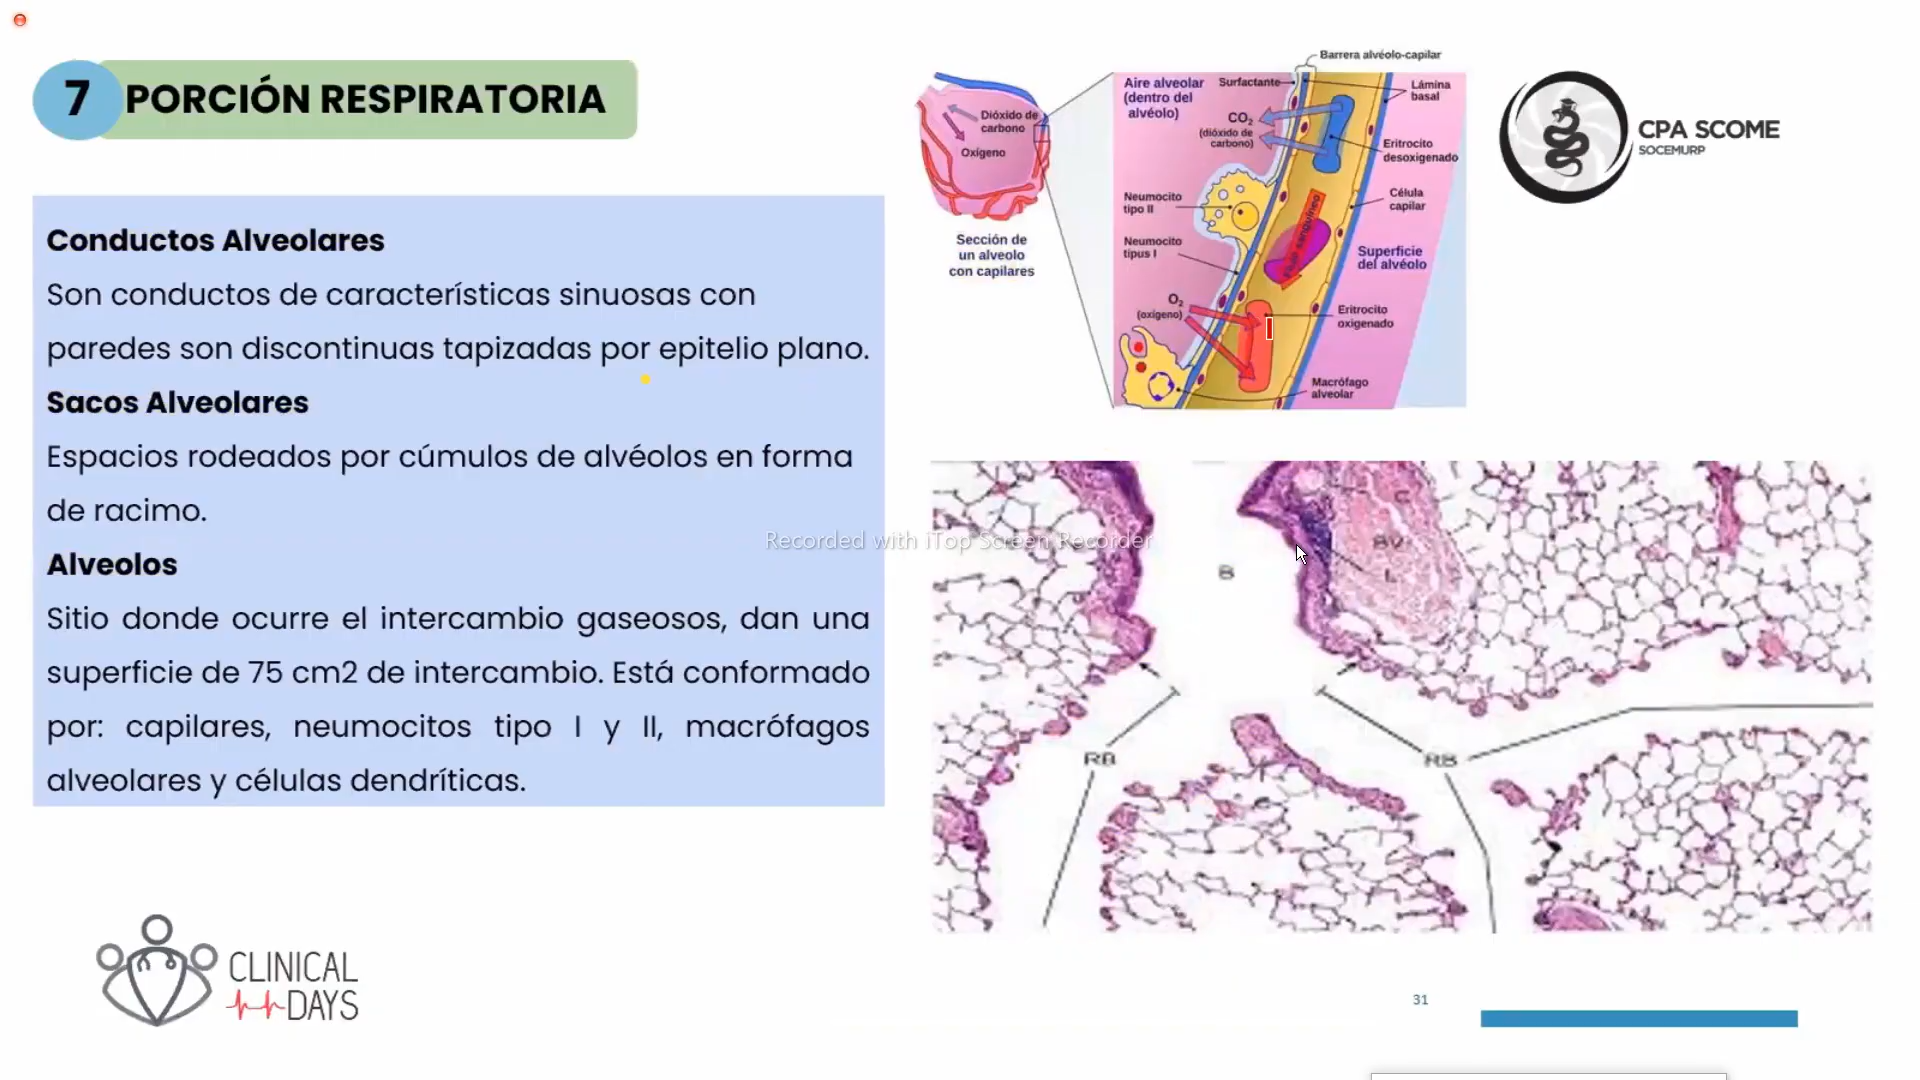 7 PORCIÓN RESPIRATORIA
Conductos Alveolares
Son conductos de características sinuosas con
paredes son discontinuas tapizadas por epitelio plano.
Sacos Alveolares
Espacios rodeados por cúmulos de alvéolos en forma
de racimo.
Alveolos
Sitio donde ocurre el intercambio gaseosos, dan una
superficie de 75 cm2 de intercambio. Está conformado
por: capilares, neumocitos tipo I y II, macrófagos
alveolares y células dendríticas.
Dióxido de
carbono
Oxígeno
Sección de
un alveolo
con capilares
Barrera alvéolo-capilar
Aire alveolar
(dentro del
alvéolo)
Surfactante
Lámina
basal
CO2
(dióxido de
carbono)
Eritrocito
desoxigenado
Neumocito
tipo II
Célula
capilar
Flujo sanguíneo
Neumocito
tipus I
Superficie
del alvéolo
O2
(oxígeno)
Eritrocito
oxigenado
Macrófago
alveolar
CPA SCOME
SOCEMURP
Recorded with iTop Screen Recorder
C
BV
B
L
RB
RB
CLINICAL
DAYS
31